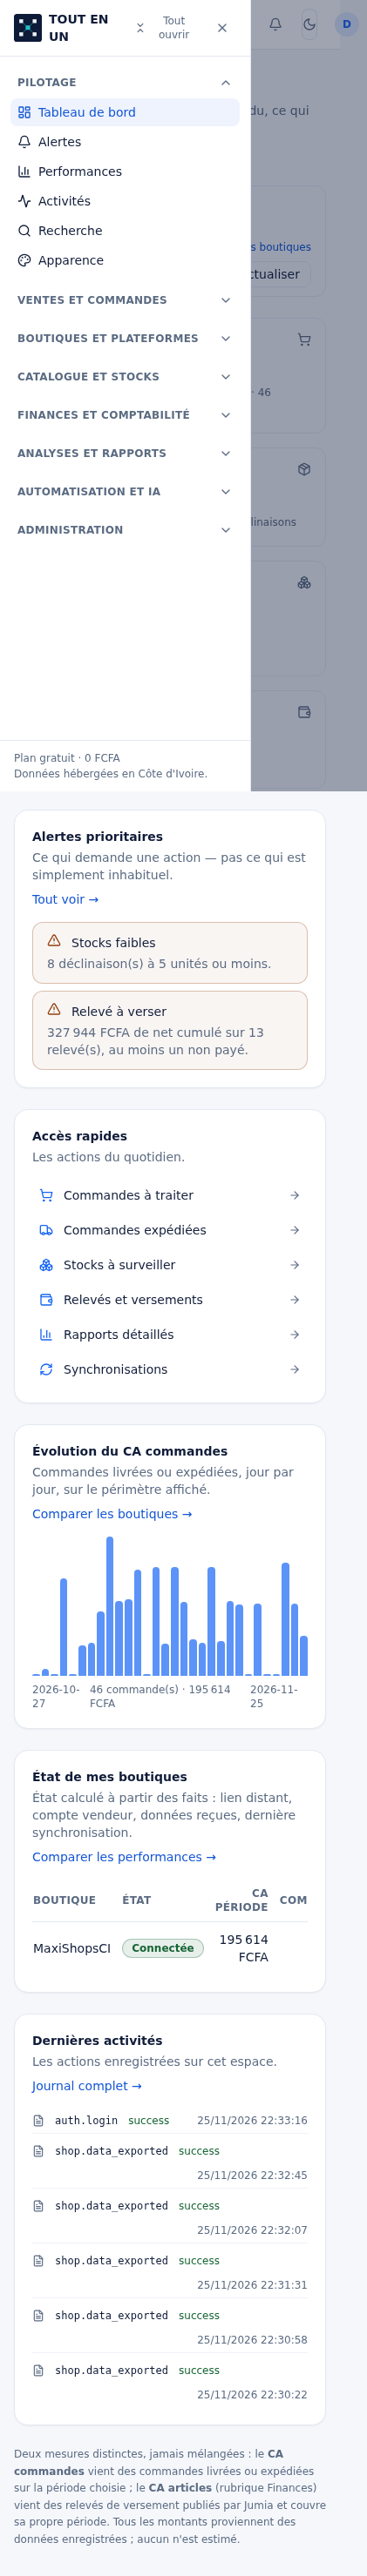 TOUT EN
UN
Tout
ouvrir
D
PILOTAGE
Tableau de bord
Alertes
Performances
Activités
Recherche
Apparence
VENTES ET COMMANDES
BOUTIQUES ET PLATEFORMES
CATALOGUE ET STOCKS
FINANCES ET COMPTABILITÉ
ANALYSES ET RAPPORTS
AUTOMATISATION ET IA
ADMINISTRATION
Plan gratuit · 0 FCFA
Données hébergées en Côte d'Ivoire.
du, ce qui
s boutiques
ctualiser
· 46
linaisons
Alertes prioritaires
Ce qui demande une action — pas ce qui est
simplement inhabituel.
Tout voir →
Stocks faibles
8 déclinaison(s) à 5 unités ou moins.
Relevé à verser
327 944 FCFA de net cumulé sur 13
relevé(s), au moins un non payé.
Accès rapides
Les actions du quotidien.
Commandes à traiter
Commandes expédiées
Stocks à surveiller
Relevés et versements
Rapports détaillés
Synchronisations
Évolution du CA commandes
Commandes livrées ou expédiées, jour par
jour, sur le périmètre affiché.
Comparer les boutiques →
2026-10-27
46 commande(s) · 195 614 FCFA
2026-11-25
État de mes boutiques
État calculé à partir des faits : lien distant,
compte vendeur, données reçues, dernière
synchronisation.
Comparer les performances →
BOUTIQUE ÉTAT CA PÉRIODE COM
MaxiShopsCI Connectée 195 614 FCFA
Dernières activités
Les actions enregistrées sur cet espace.
Journal complet →
auth.login success 25/11/2026 22:33:16
shop.data_exported success
25/11/2026 22:32:45
shop.data_exported success
25/11/2026 22:32:07
shop.data_exported success
25/11/2026 22:31:31
shop.data_exported success
25/11/2026 22:30:58
shop.data_exported success
25/11/2026 22:30:22
Deux mesures distinctes, jamais mélangées : le CA
commandes vient des commandes livrées ou expédiées
sur la période choisie ; le CA articles (rubrique Finances)
vient des relevés de versement publiés par Jumia et couvre
sa propre période. Tous les montants proviennent des
données enregistrées ; aucun n'est estimé.